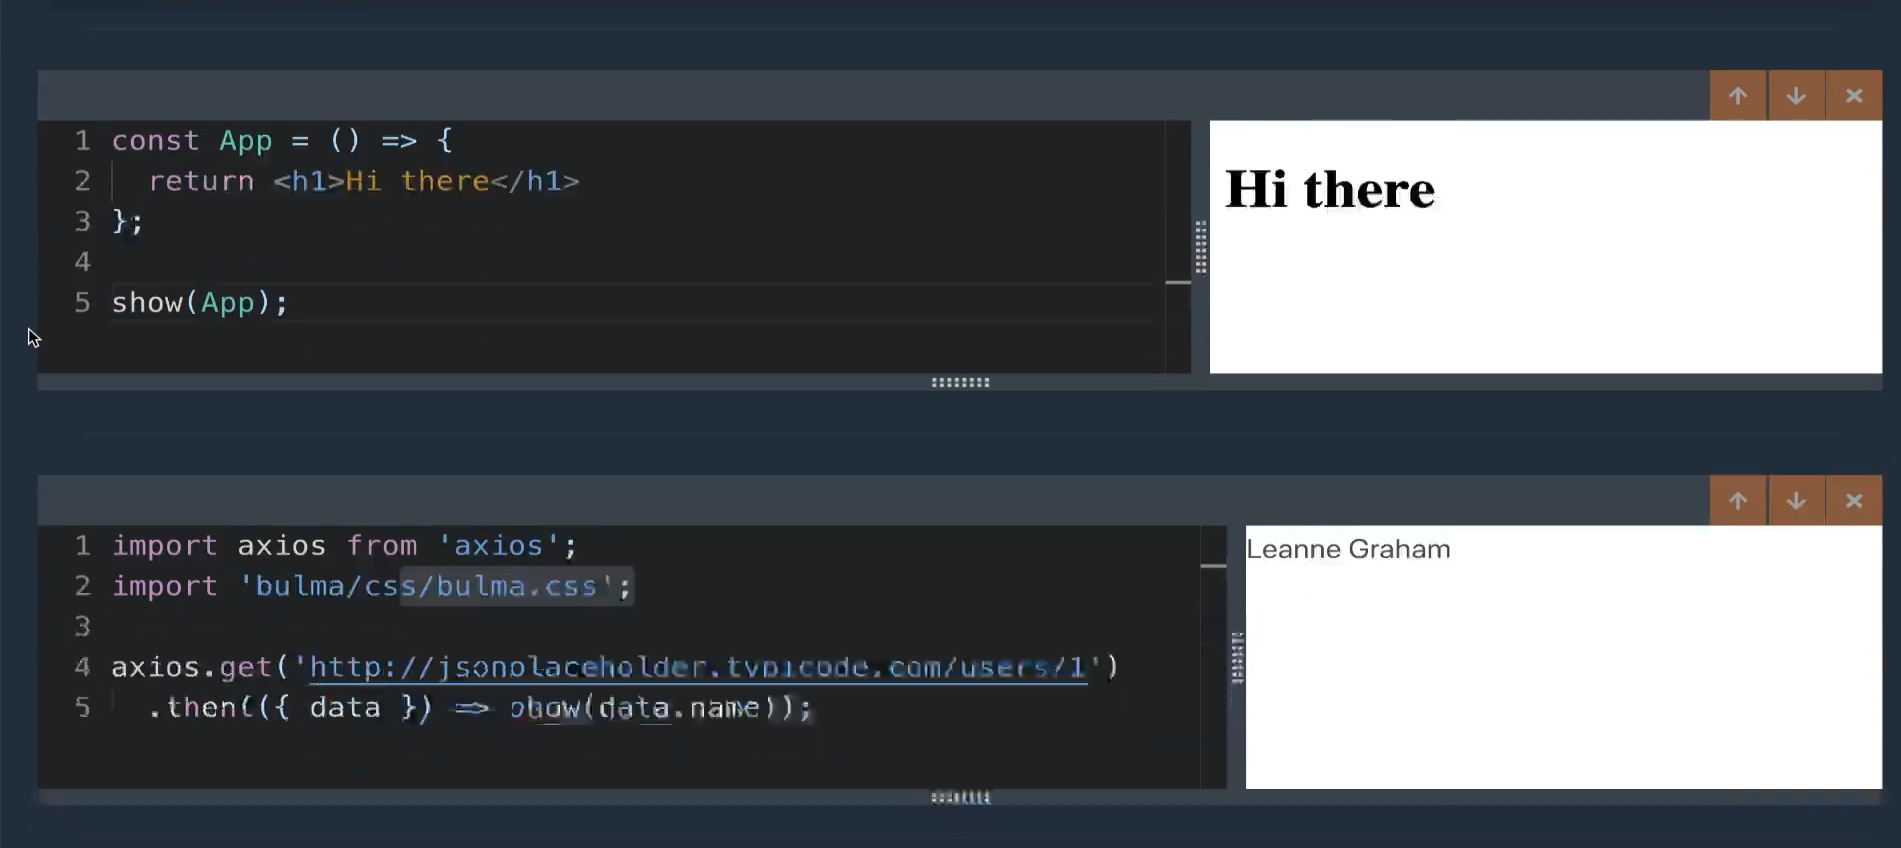 1 const App = () => {
2   return <h1>Hi there</h1>
3 };
4
5 show(App);
Hi there
1 import axios from 'axios';
2 import 'bulma/css/bulma.css';
3
4 axios.get('http://jsonplaceholder.typicode.com/users/1')
5   .then(({ data }) => show(data.name));
Leanne Graham